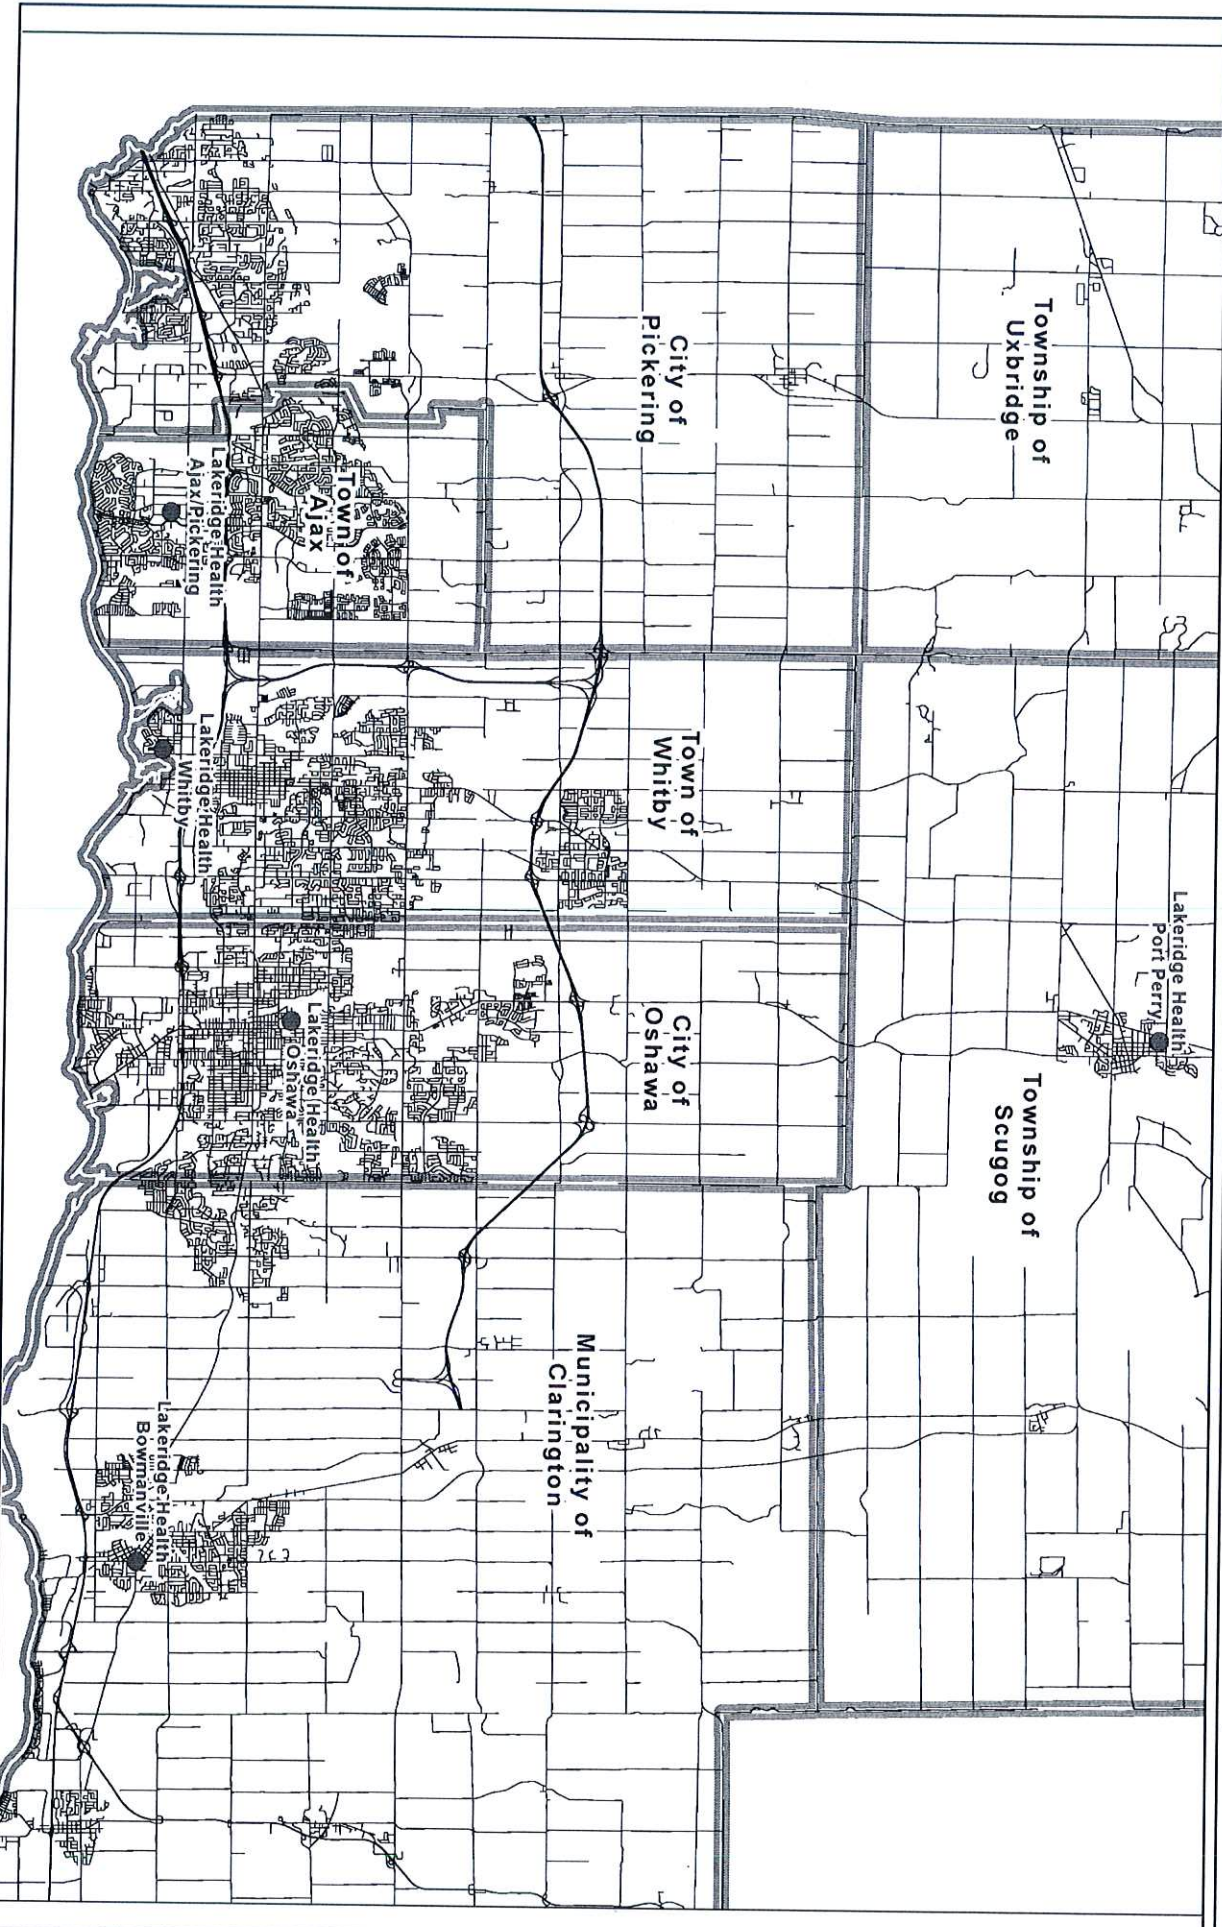 Township of
Uxbridge
City of
Pickering
Town of
Ajax
Lakeridge Health
Ajax/Pickering
Town of
Whitby
Lakeridge Health
Whitby
City of
Oshawa
Lakeridge Health
Oshawa
Lakeridge Health
Port Perry
Township of
Scugog
Municipality of
Clarington
Lakeridge Health
Bowmanville